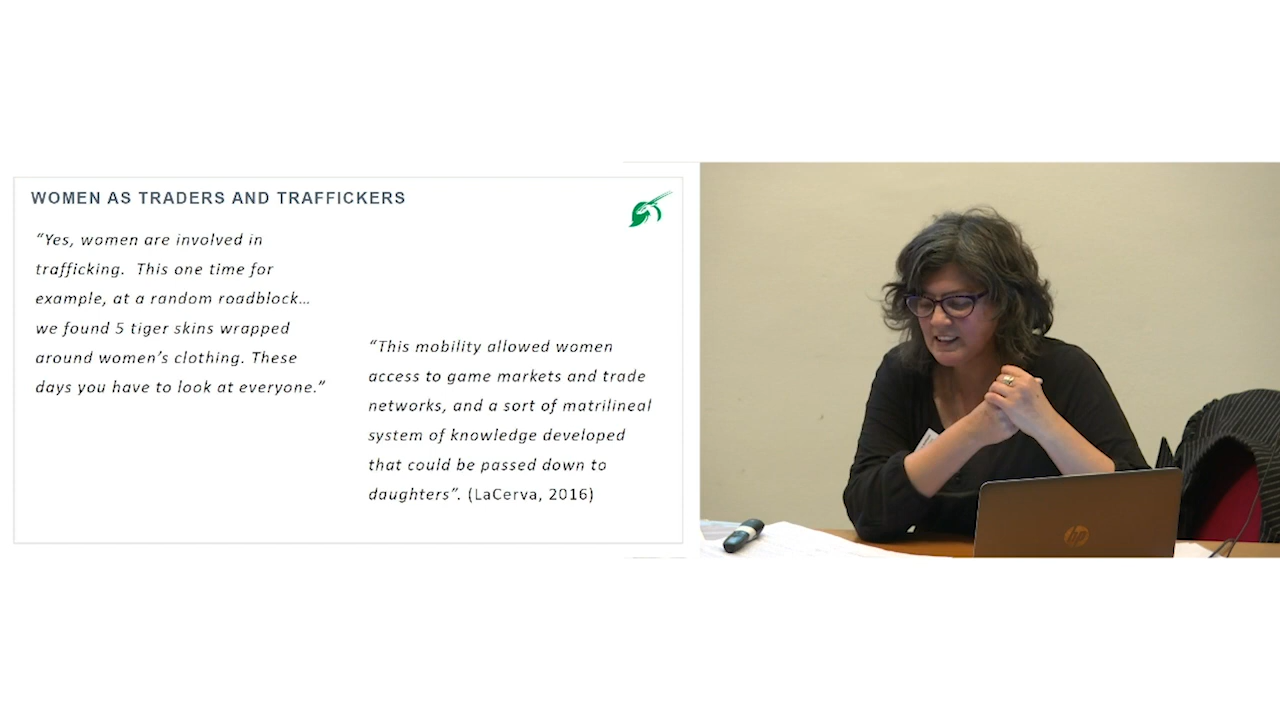 WOMEN AS TRADERS AND TRAFFICKERS
“Yes, women are involved in
trafficking.  This one time for
example, at a random roadblock…
we found 5 tiger skins wrapped
around women’s clothing. These
days you have to look at everyone.”
“This mobility allowed women
access to game markets and trade
networks, and a sort of matrilineal
system of knowledge developed
that could be passed down to
daughters”. (LaCerva, 2016)
hp